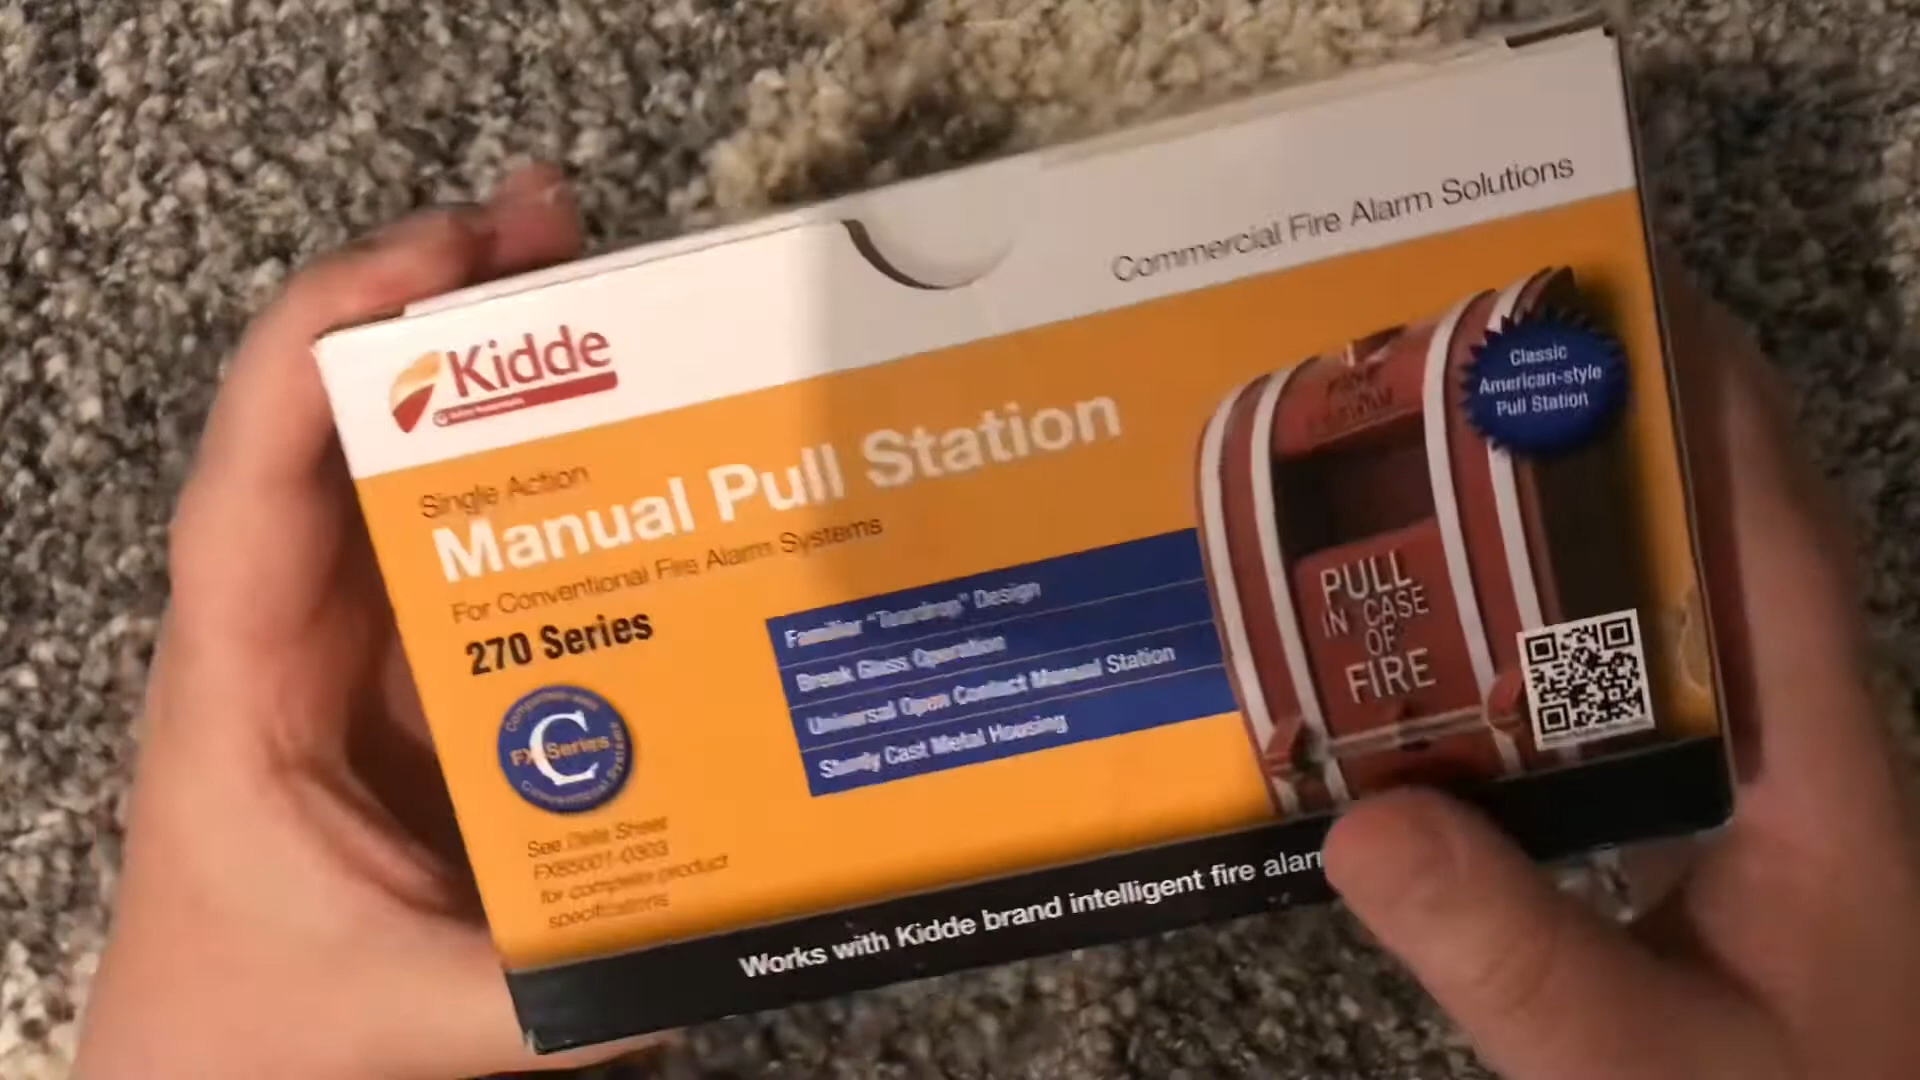 Commercial Fire Alarm Solutions
Kidde
Single Action
Manual Pull Station
For Conventional Fire Alarm Systems
270 Series
Familiar "Teardrop" Design
Break Glass Operation
Universal Open Contact Manual Station
Sturdy Cast Metal Housing
Classic
American-style
Pull Station
FIRE
PULL
IN CASE
OF
FIRE
C
FX Series
See Data Sheet
FX85001-0303
for complete product
specifications
Works with Kidde brand intelligent fire alar